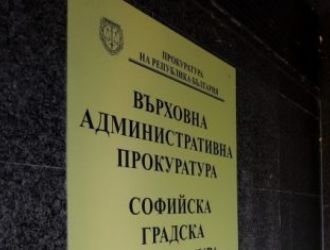 ПРОКУРАТУРА
НА РЕПУБЛИКА БЪЛГАРИЯ
ВЪРХОВНА
АДМИНИСТРАТИВНА
ПРОКУРАТУРА
СОФИЙСКА
ГРАДСКА